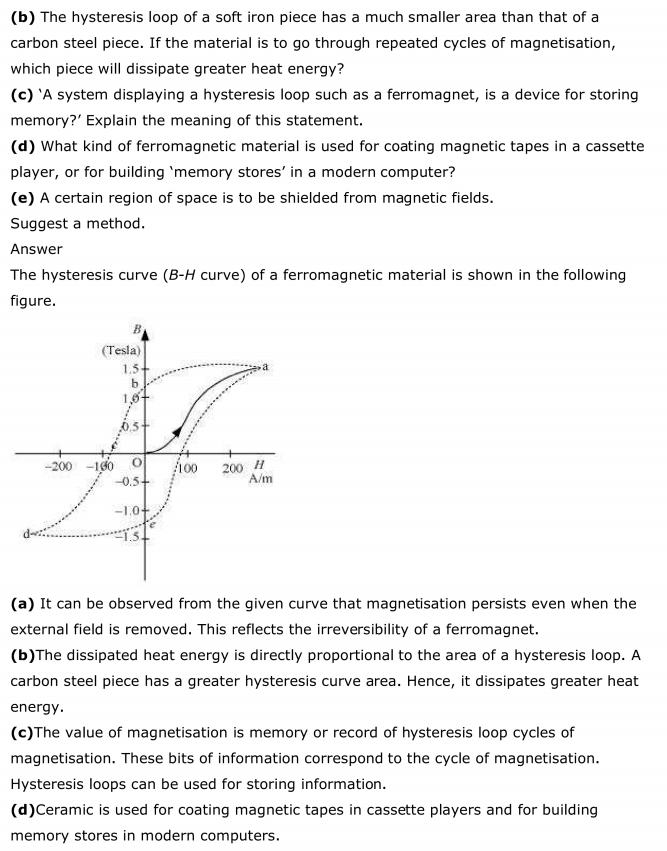 (b) The hysteresis loop of a soft iron piece has a much smaller area than that of a
carbon steel piece. If the material is to go through repeated cycles of magnetisation,
which piece will dissipate greater heat energy?
(c) ‘A system displaying a hysteresis loop such as a ferromagnet, is a device for storing
memory?’ Explain the meaning of this statement.
(d) What kind of ferromagnetic material is used for coating magnetic tapes in a cassette
player, or for building ‘memory stores’ in a modern computer?
(e) A certain region of space is to be shielded from magnetic fields.
Suggest a method.
Answer
The hysteresis curve (B-H curve) of a ferromagnetic material is shown in the following
figure.
B
(Tesla)
1.5 a
b
1.0
0.5
c
-200 -100 O 100 200 H
A/m
-0.5
-1.0
e
d -1.5
(a) It can be observed from the given curve that magnetisation persists even when the
external field is removed. This reflects the irreversibility of a ferromagnet.
(b)The dissipated heat energy is directly proportional to the area of a hysteresis loop. A
carbon steel piece has a greater hysteresis curve area. Hence, it dissipates greater heat
energy.
(c)The value of magnetisation is memory or record of hysteresis loop cycles of
magnetisation. These bits of information correspond to the cycle of magnetisation.
Hysteresis loops can be used for storing information.
(d)Ceramic is used for coating magnetic tapes in cassette players and for building
memory stores in modern computers.